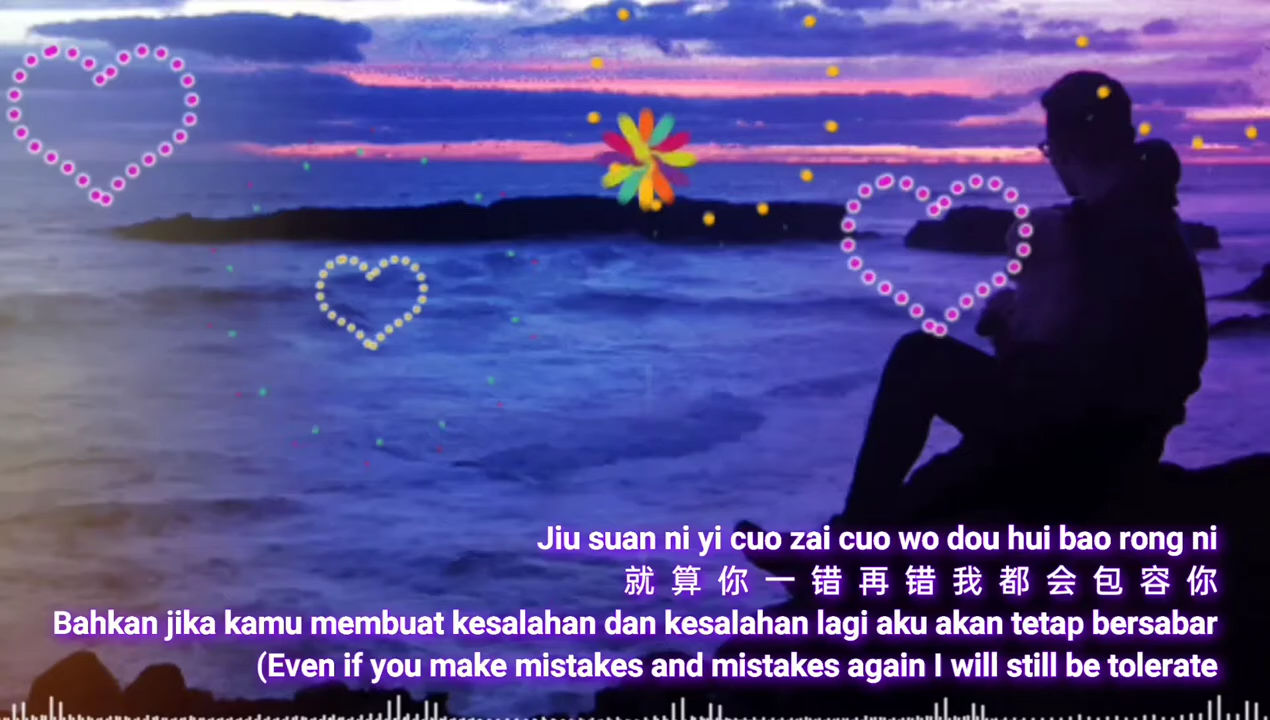 Jiu suan ni yi cuo zai cuo wo dou hui bao rong ni
就 算 你 一 错 再 错 我 都 会 包 容 你
Bahkan jika kamu membuat kesalahan dan kesalahan lagi aku akan tetap bersabar
(Even if you make mistakes and mistakes again I will still be tolerate